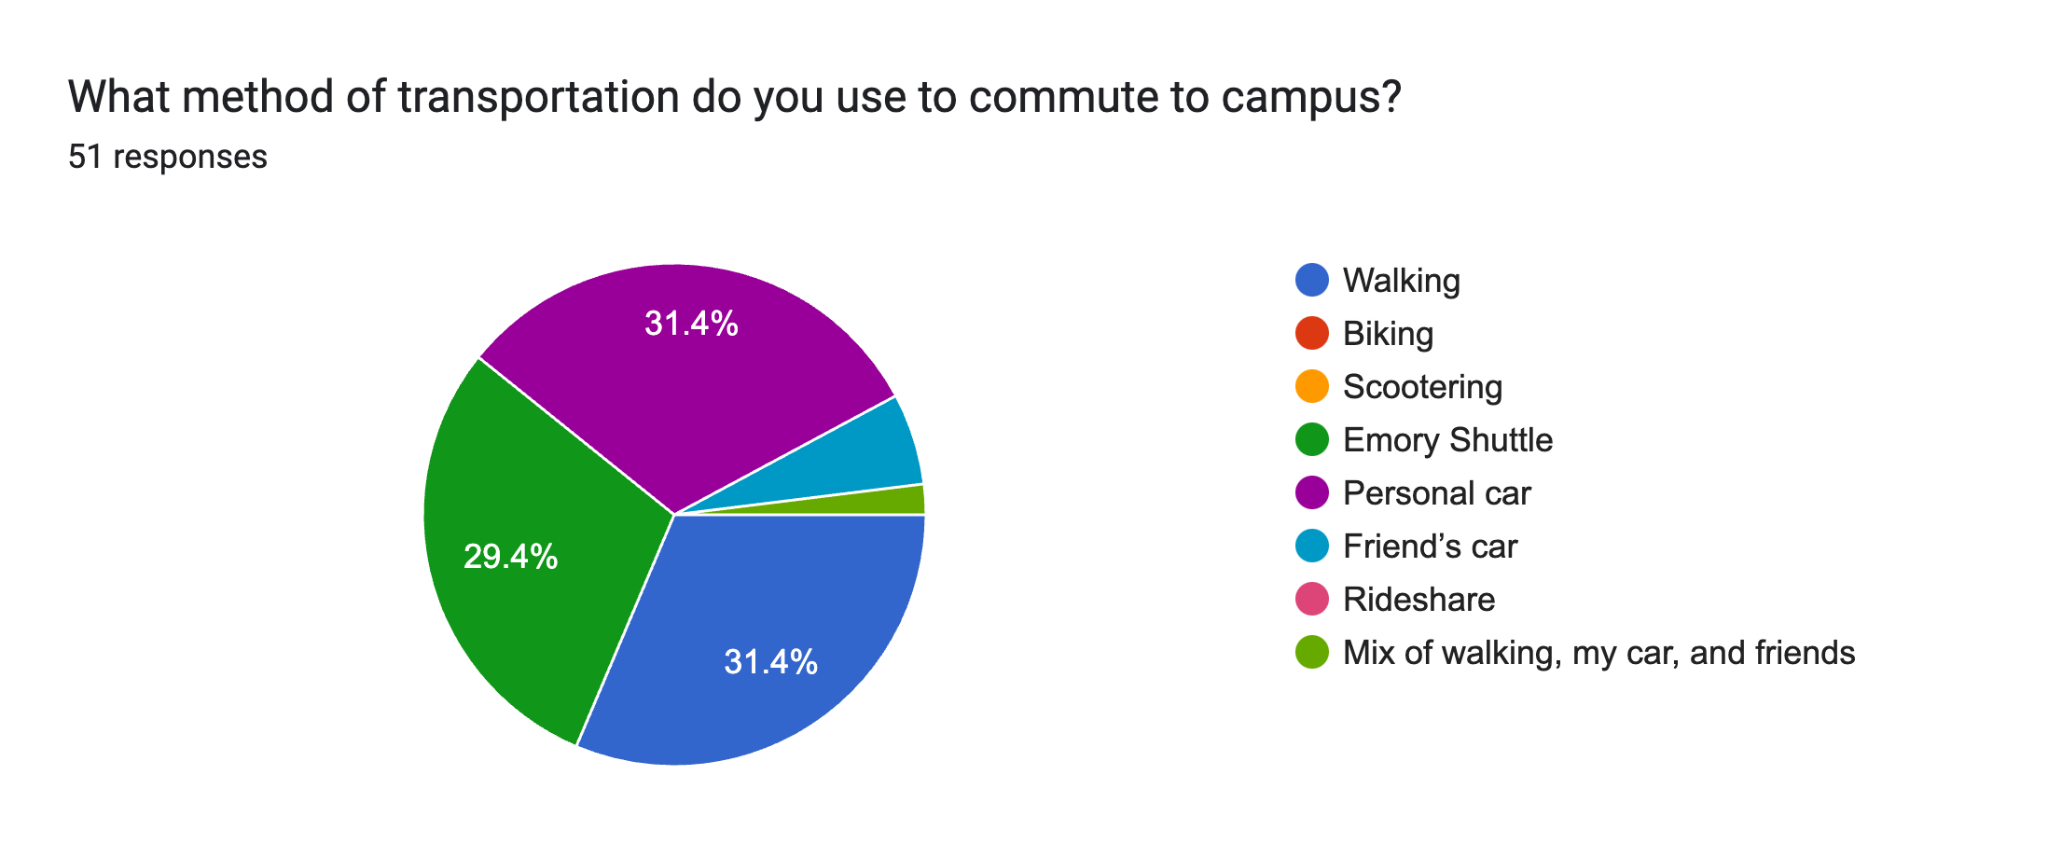 What method of transportation do you use to commute to campus?
51 responses
31.4%
29.4%
31.4%
Walking
Biking
Scootering
Emory Shuttle
Personal car
Friend’s car
Rideshare
Mix of walking, my car, and friends